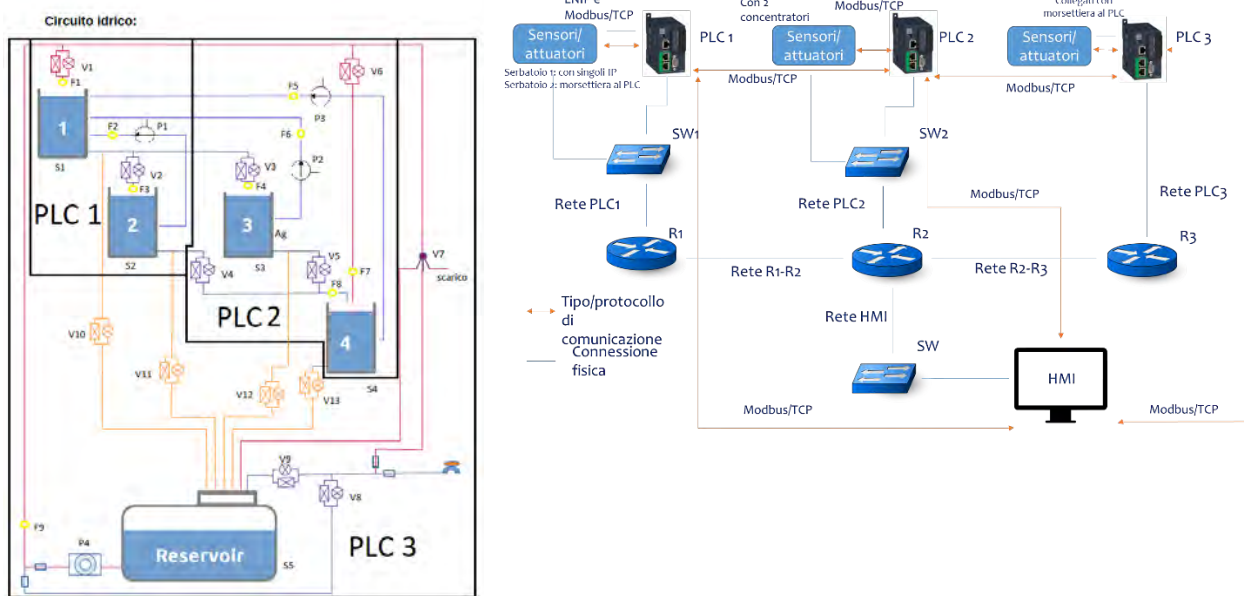 Circuito idrico:
V1
F1
V6
F5
P3
1
F2
P1
F6
S1
P2
V2
V3
F3
F4
PLC 1
2
3
Ag
S2
S3
V4
V5
F7
V7
scarico
F8
PLC 2
4
V10
V11
V12
V13
S4
V9
V8
F9
P4
Reservoir
S5
PLC 3
Modbus/TCP
Sensori/
attuatori
PLC 1
Serbatoio 1: con singoli IP
Serbatoio 2: morsettiera al PLC
Con 2
concentratori
Modbus/TCP
Sensori/
attuatori
PLC 2
Modbus/TCP
Collegati con
morsettiera al PLC
Sensori/
attuatori
PLC 3
Modbus/TCP
SW1
SW2
Modbus/TCP
Rete PLC1
Rete PLC2
Rete PLC3
R1
R2
R3
Rete R1-R2
Rete R2-R3
Tipo/protocollo
di
comunicazione
Connessione
fisica
Rete HMI
SW
HMI
Modbus/TCP
Modbus/TCP